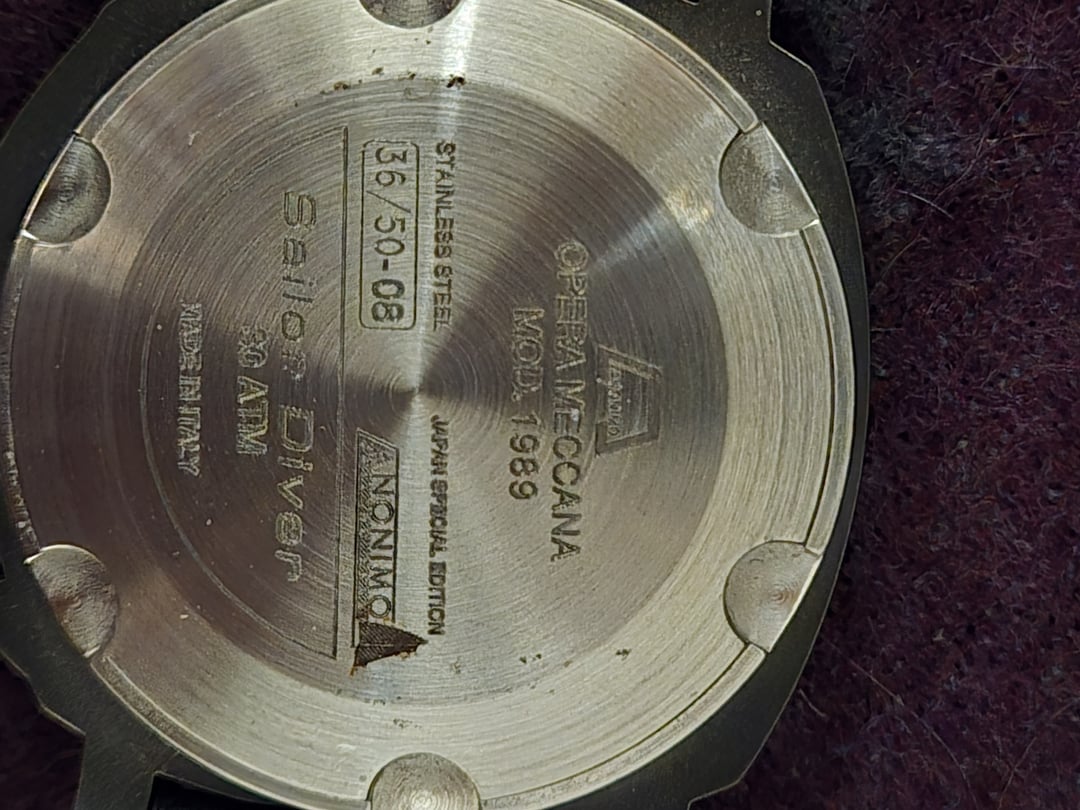 OPERA MECCANA
MOD. 1989
STAINLESS STEEL JAPAN SPECIAL EDITION
36/50-08 ANONIMO
Sailor Diver
30 ATM
MADE IN ITALY